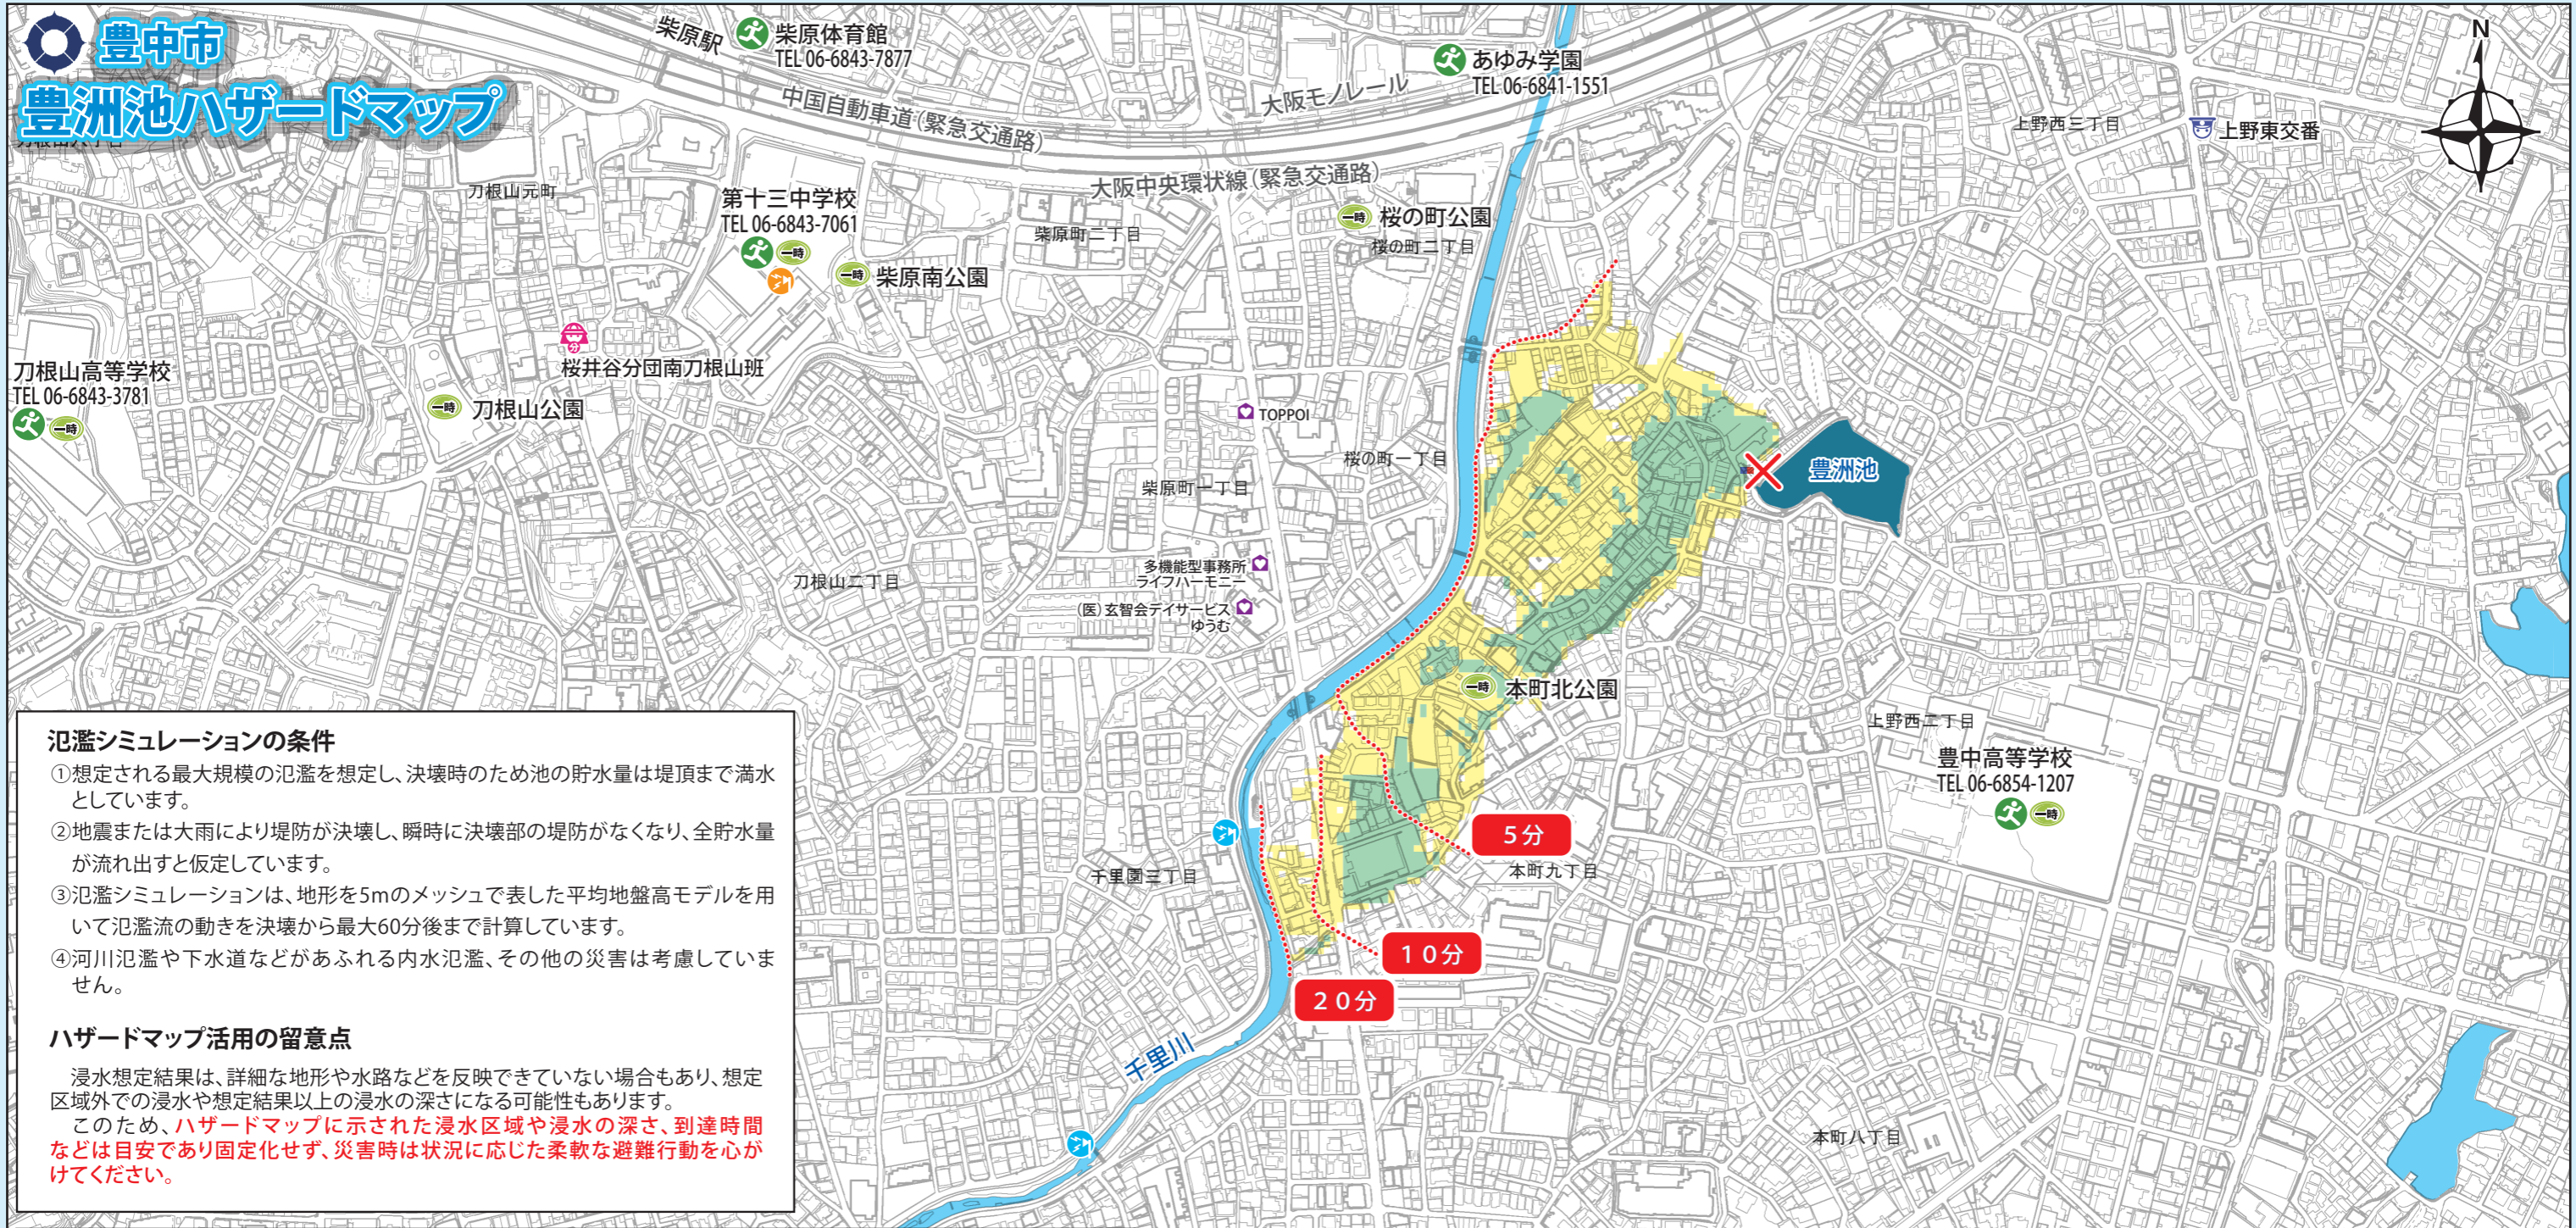 豊中市
豊洲池ハザードマップ
柴原駅
柴原体育館
TEL 06-6843-7877
あゆみ学園
TEL 06-6841-1551
中国自動車道(緊急交通路)
大阪モノレール
大阪中央環状線(緊急交通路)
N
上野西三丁目
上野東交番
刀根山元町
第十三中学校
TEL 06-6843-7061
一時
一時
柴原南公園
柴原町二丁目
一時
桜の町公園
桜の町二丁目
刀根山高等学校
TEL 06-6843-3781
一時
分
桜井谷分団南刀根山班
一時
刀根山公園
TOPPOI
桜の町一丁目
柴原町一丁目
豊洲池
多機能型事務所
ライフハーモニー
(医)玄智会デイサービス
ゆうむ
刀根山二丁目
一時
本町北公園
上野西二丁目
豊中高等学校
TEL 06-6854-1207
一時
5分
本町九丁目
千里園三丁目
10分
20分
千里川
本町八丁目
氾濫シミュレーションの条件
①想定される最大規模の氾濫を想定し、決壊時のため池の貯水量は堤頂まで満水
としています。
②地震または大雨により堤防が決壊し、瞬時に決壊部の堤防がなくなり、全貯水量
が流れ出すと仮定しています。
③氾濫シミュレーションは、地形を5mのメッシュで表した平均地盤高モデルを用
いて氾濫流の動きを決壊から最大60分後まで計算しています。
④河川氾濫や下水道などがあふれる内水氾濫、その他の災害は考慮していま
せん。
ハザードマップ活用の留意点
浸水想定結果は、詳細な地形や水路などを反映できていない場合もあり、想定
区域外での浸水や想定結果以上の浸水の深さになる可能性もあります。
このため、ハザードマップに示された浸水区域や浸水の深さ、到達時間
などは目安であり固定化せず、災害時は状況に応じた柔軟な避難行動を心が
けてください。